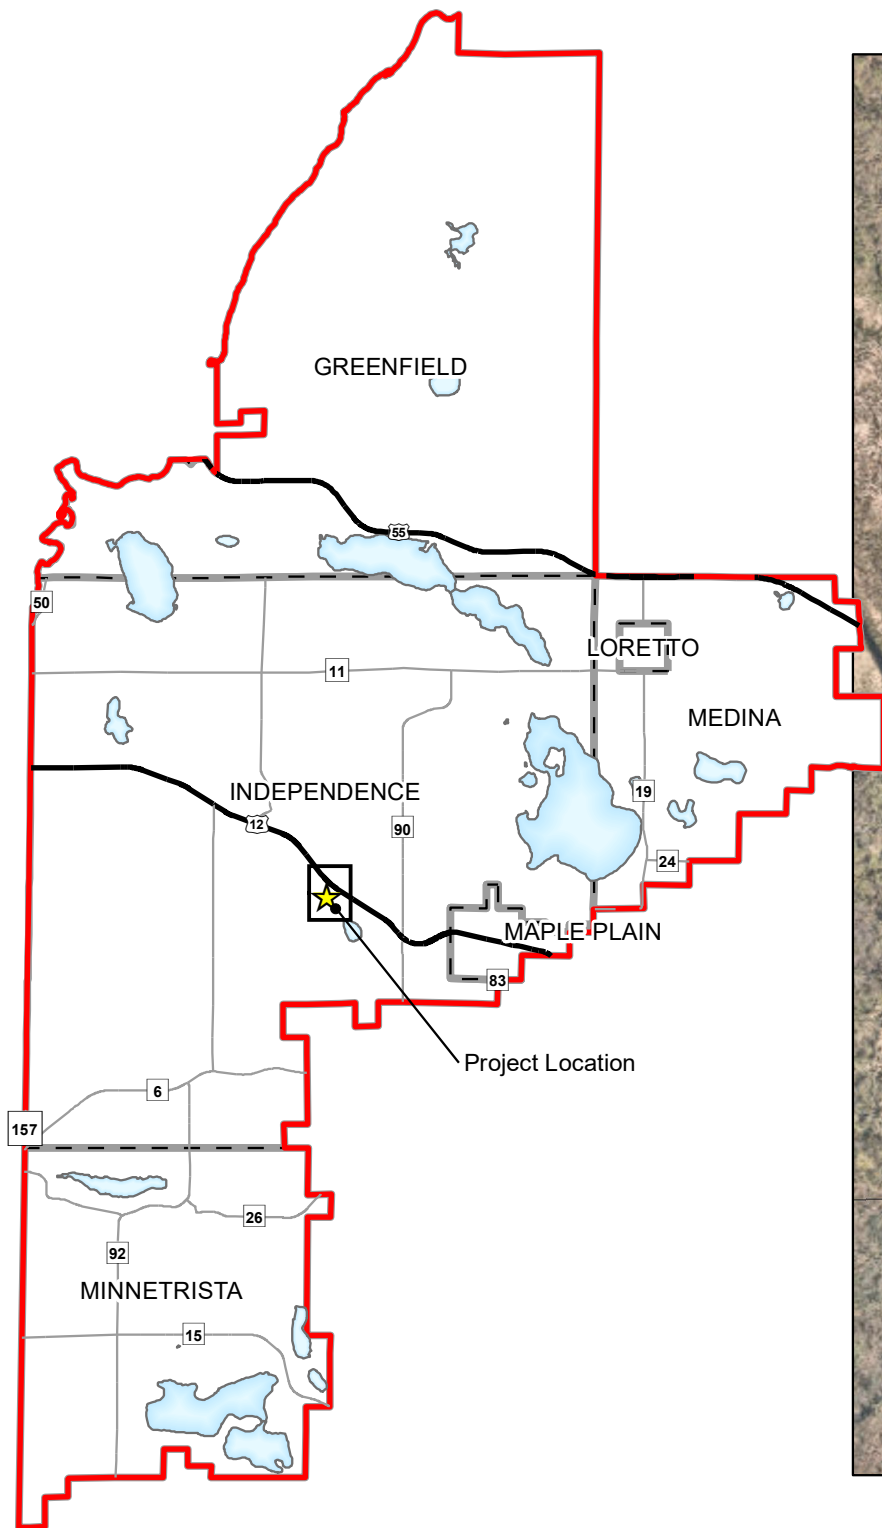 GREENFIELD
55
50
LORETTO
11
MEDINA
INDEPENDENCE
19
12
90
24
MAPLE PLAIN
83
Project Location
6
157
26
92
MINNETRISTA
15